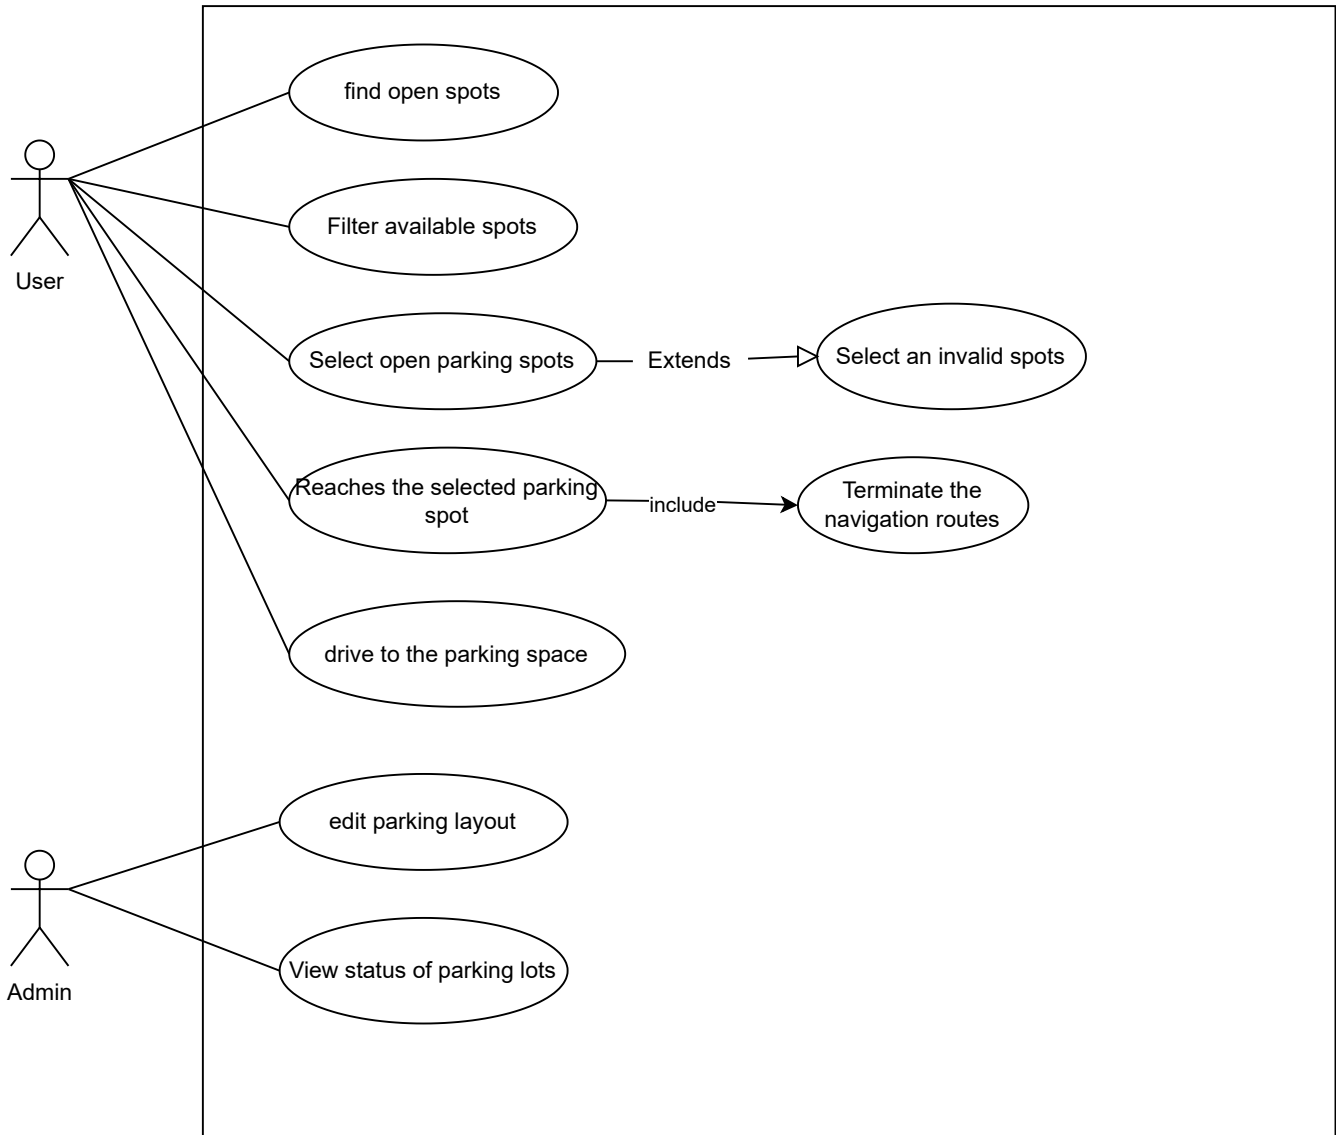 find open spots
Filter available spots
User
Select open parking spots
Extends
Select an invalid spots
Reaches the selected parking
spot
include
Terminate the
navigation routes
drive to the parking space
edit parking layout
View status of parking lots
Admin